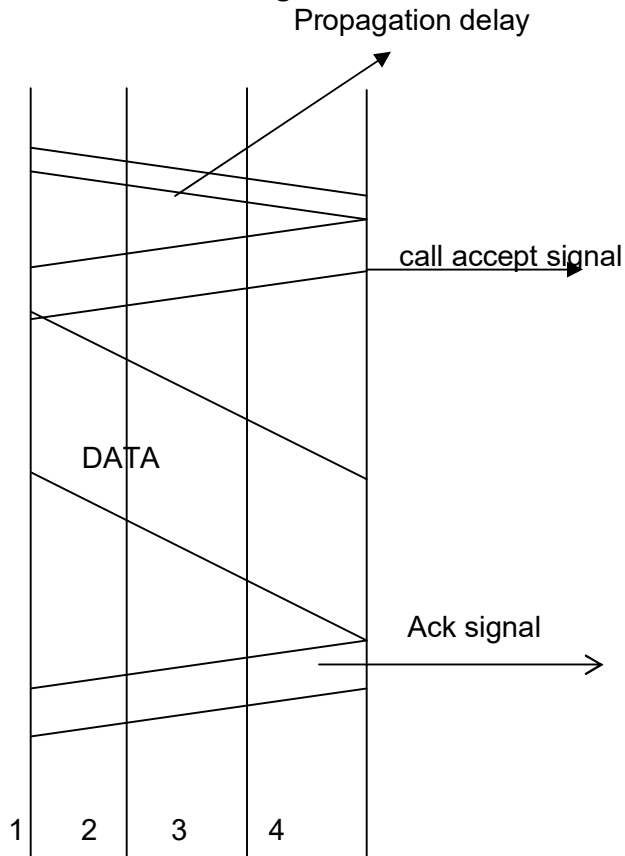 Propagation delay
call accept signal
DATA
Ack signal
1 2 3 4